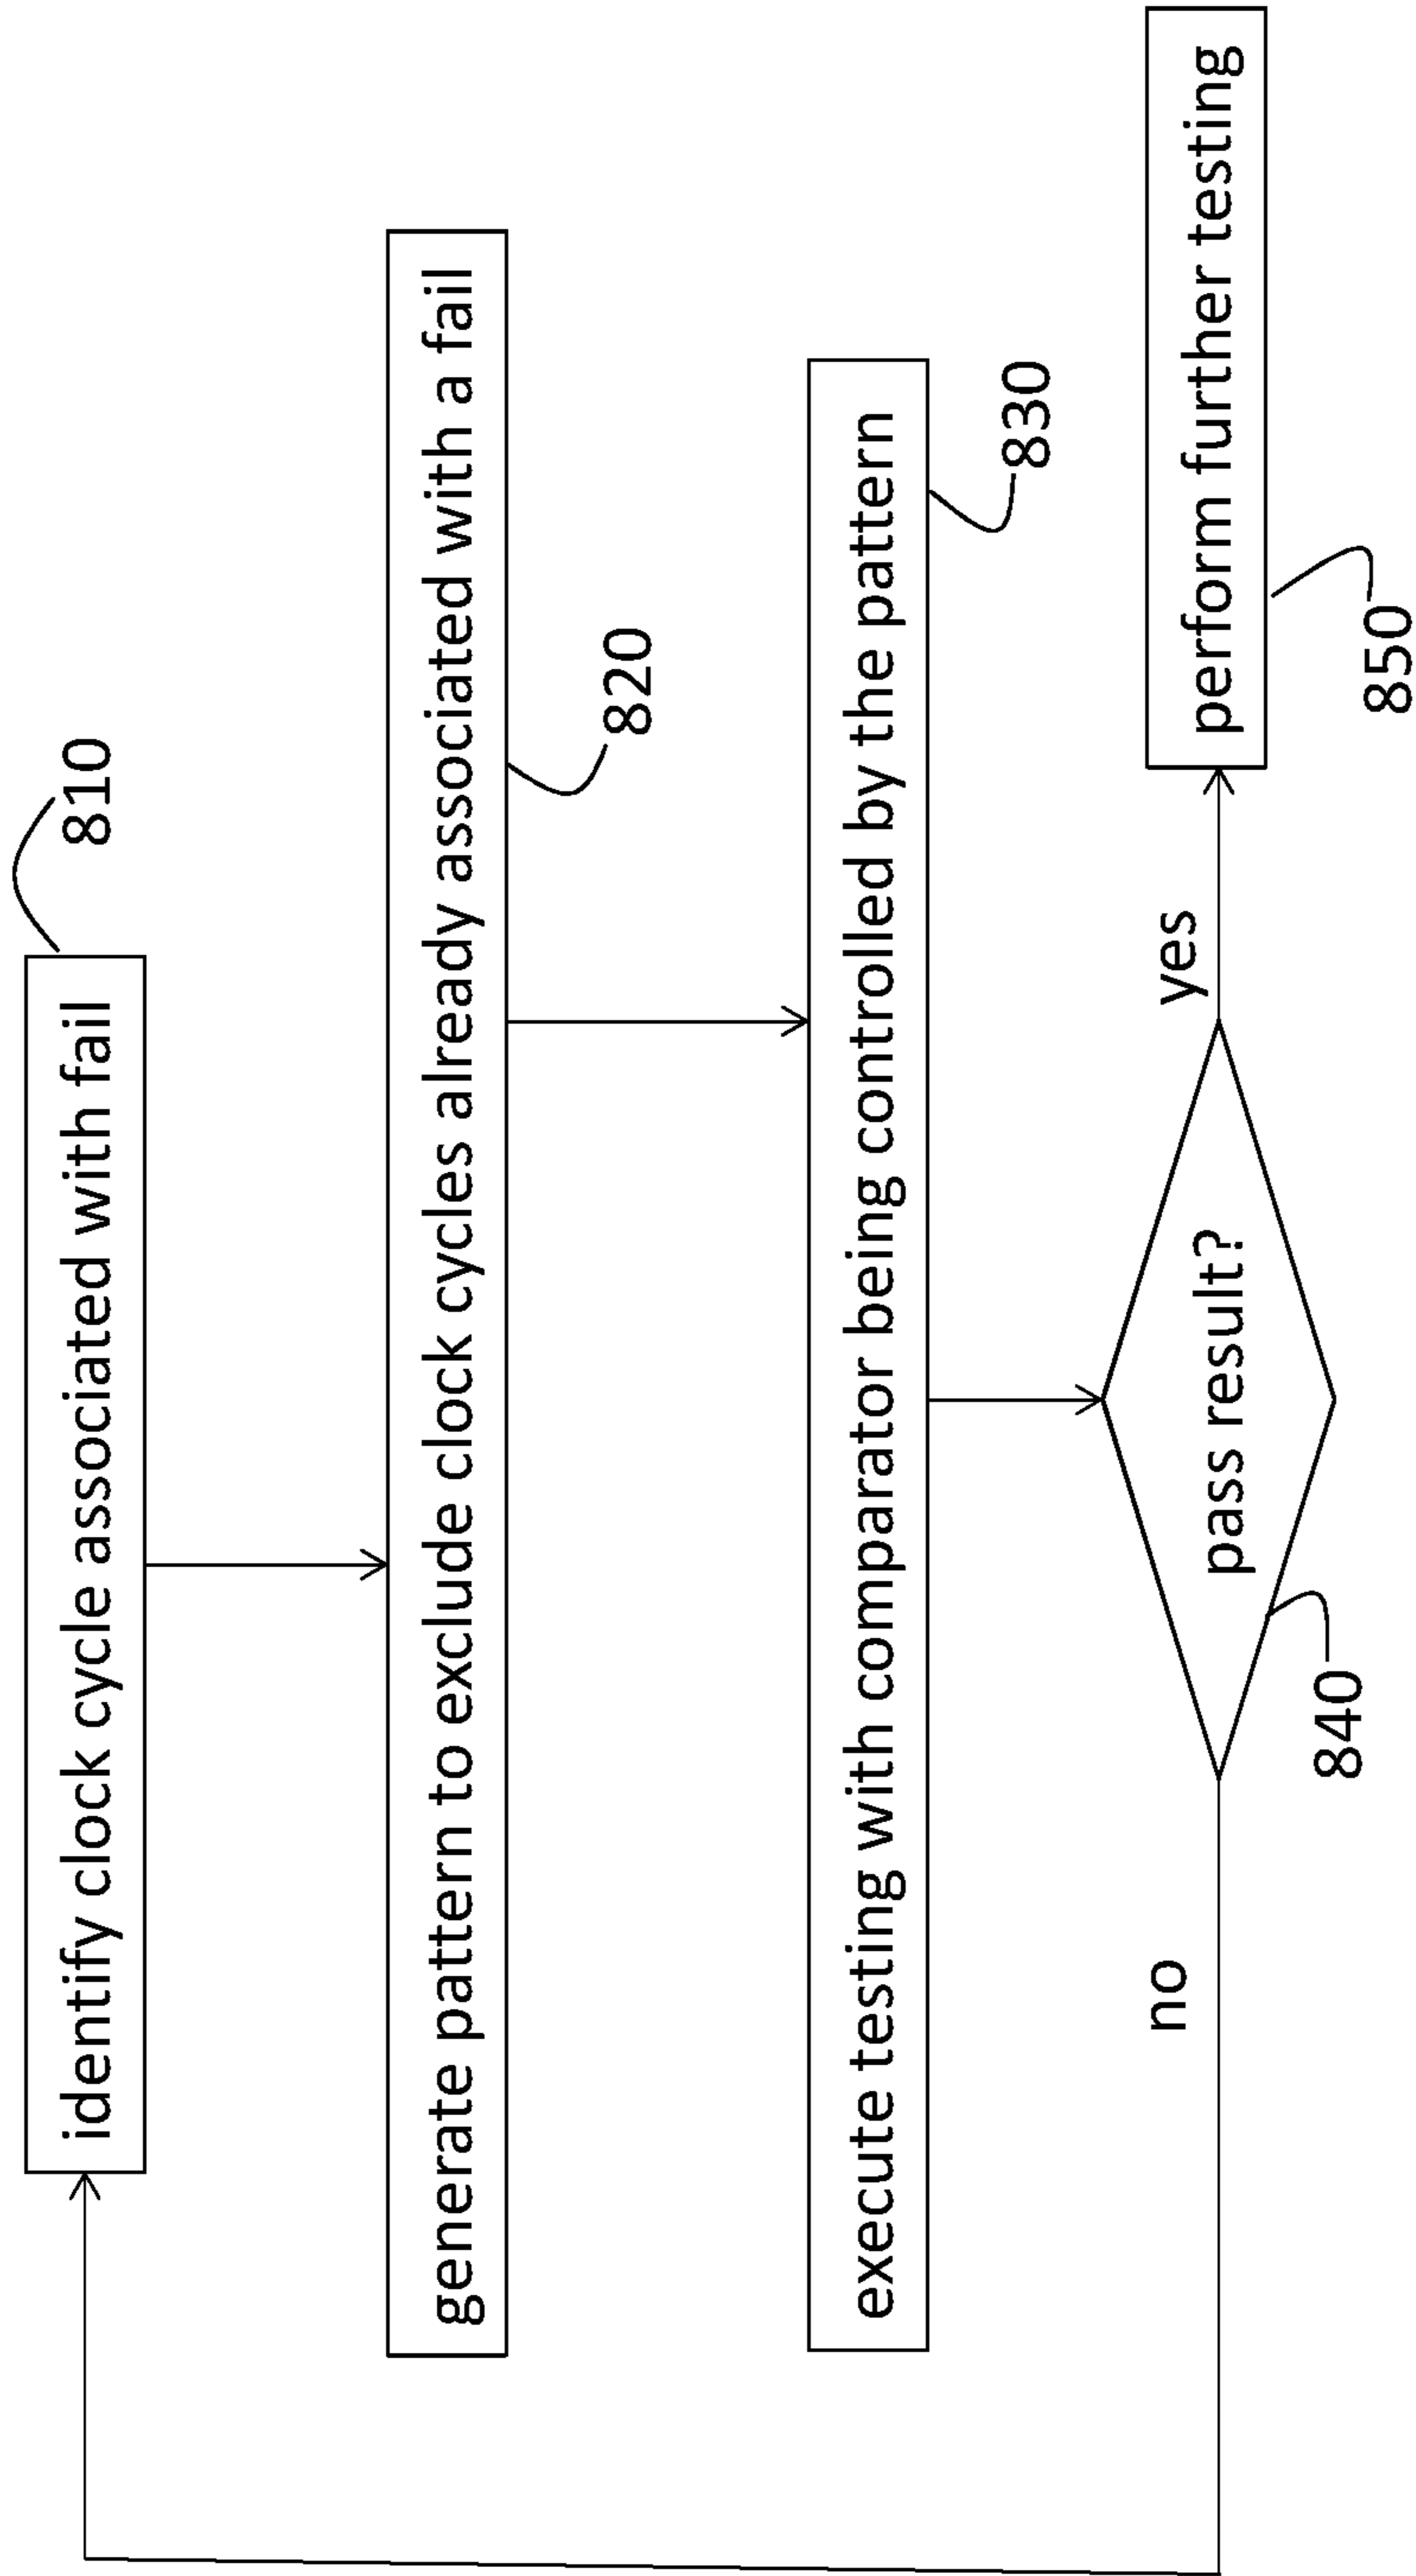 identify clock cycle associated with fail
810
generate pattern to exclude clock cycles already associated with a fail
820
execute testing with comparator being controlled by the pattern
830
pass result?
840
no
yes
perform further testing
850